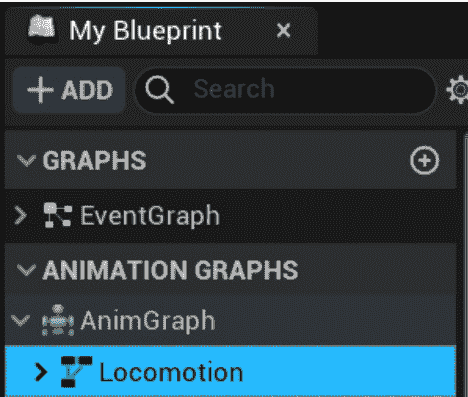 My Blueprint
ADD
Search
GRAPHS
EventGraph
ANIMATION GRAPHS
AnimGraph
Locomotion